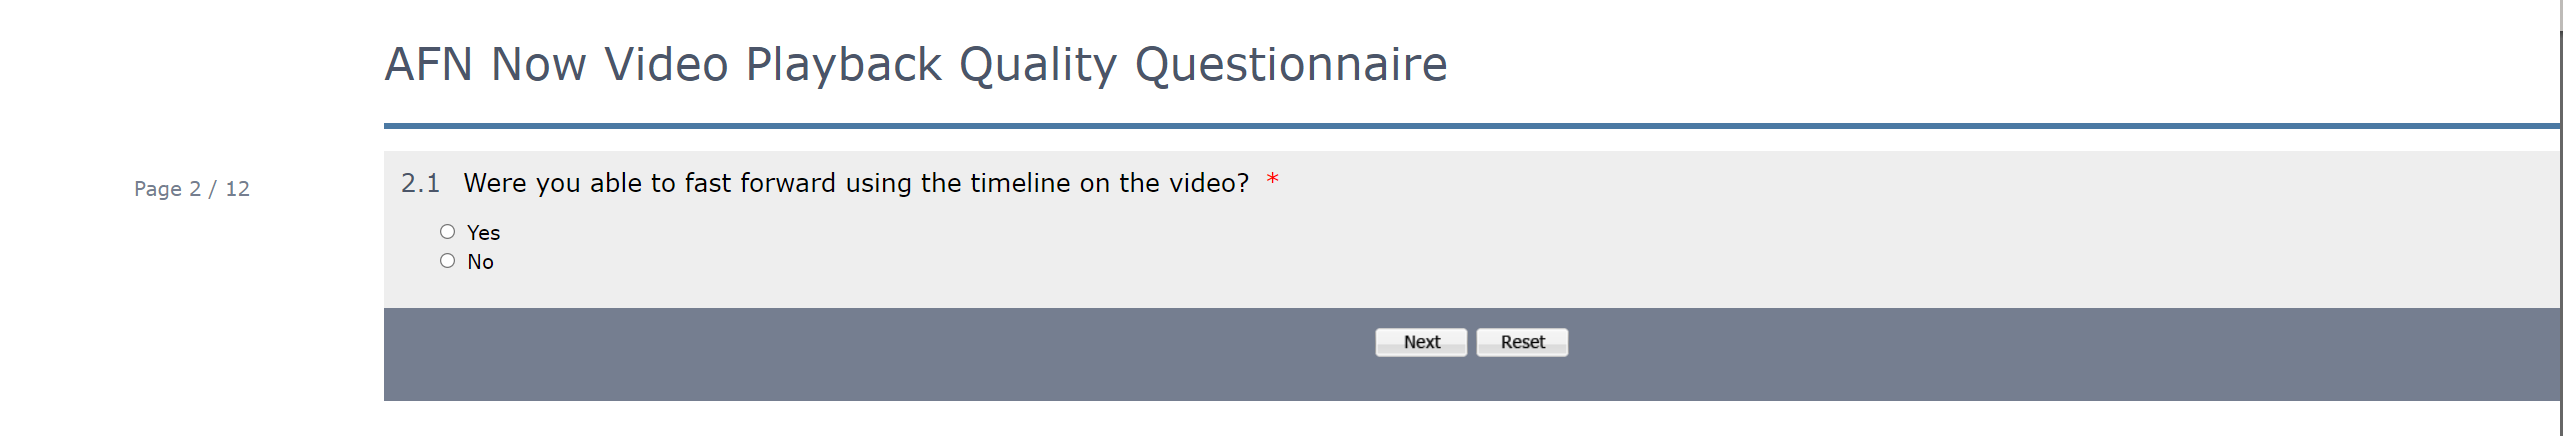 AFN Now Video Playback Quality Questionnaire
Page 2 / 12
2.1 Were you able to fast forward using the timeline on the video? *
Yes
No
Next Reset